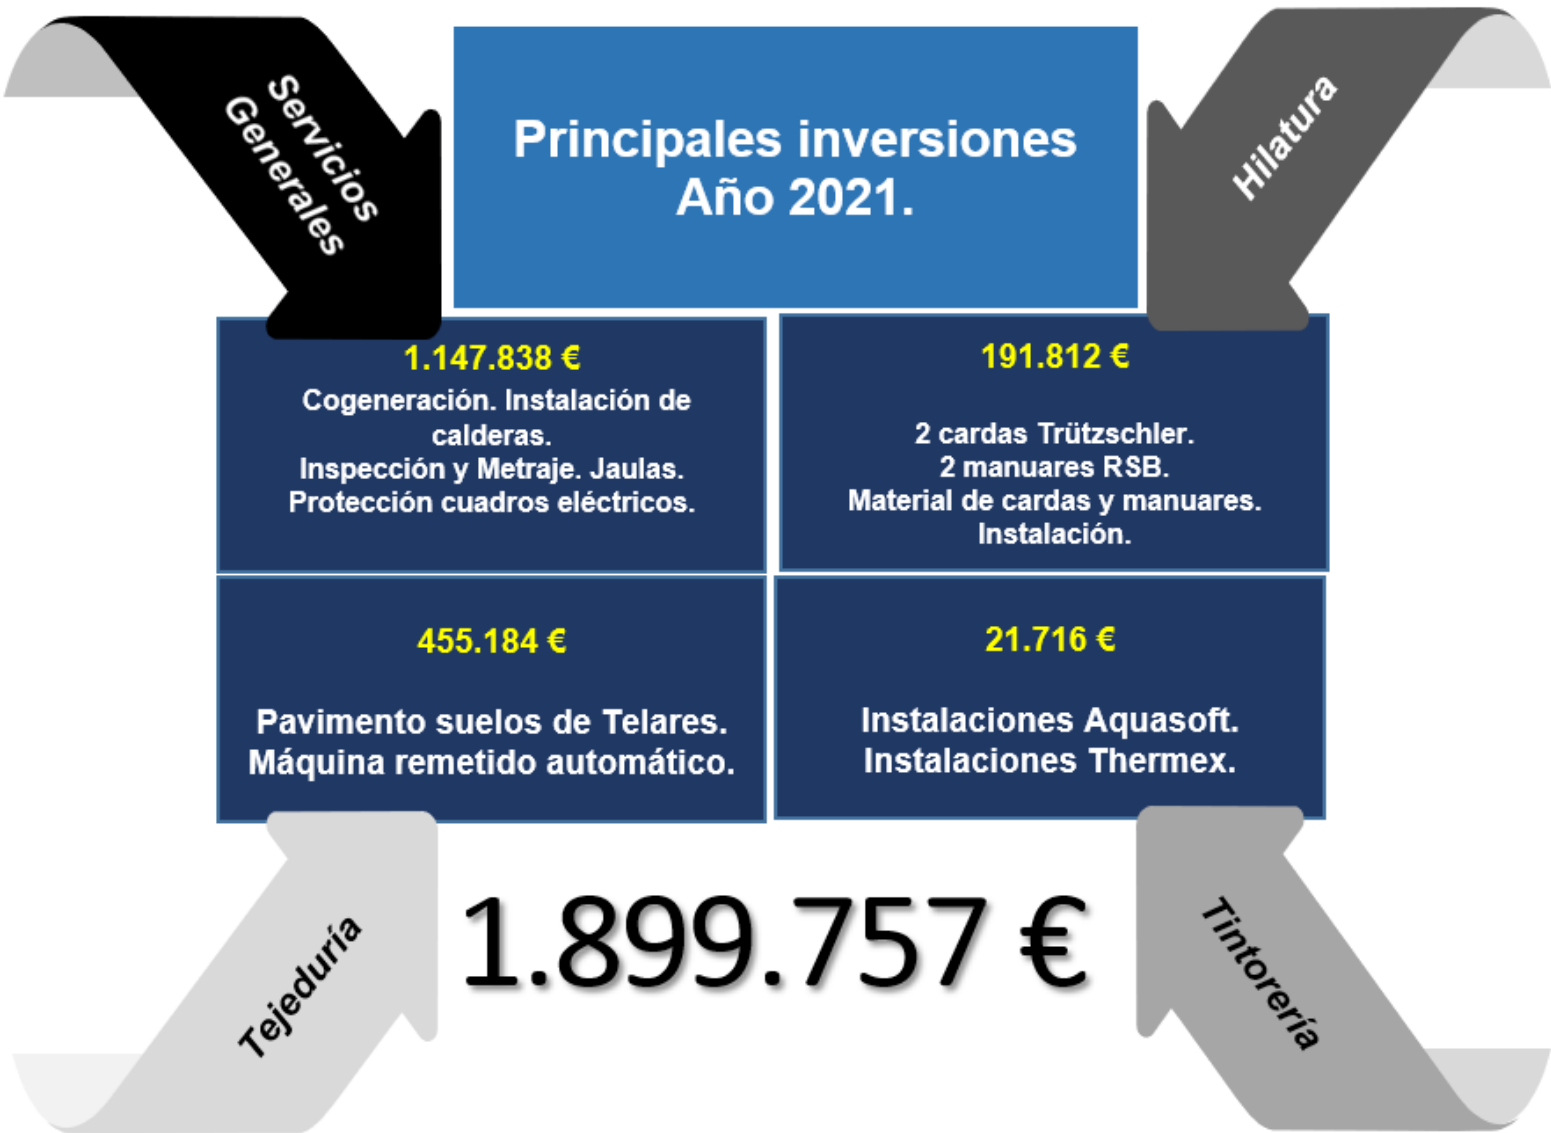 Servicios
Generales
Principales inversiones
Año 2021.
Hilatura
1.147.838 €
Cogeneración. Instalación de
calderas.
Inspección y Metraje. Jaulas.
Protección cuadros eléctricos.
191.812 €
2 cardas Trützschler.
2 manuares RSB.
Material de cardas y manuares.
Instalación.
455.184 €
Pavimento suelos de Telares.
Máquina remetido automático.
21.716 €
Instalaciones Aquasoft.
Instalaciones Thermex.
Tejeduría
1.899.757 €
Tintorería